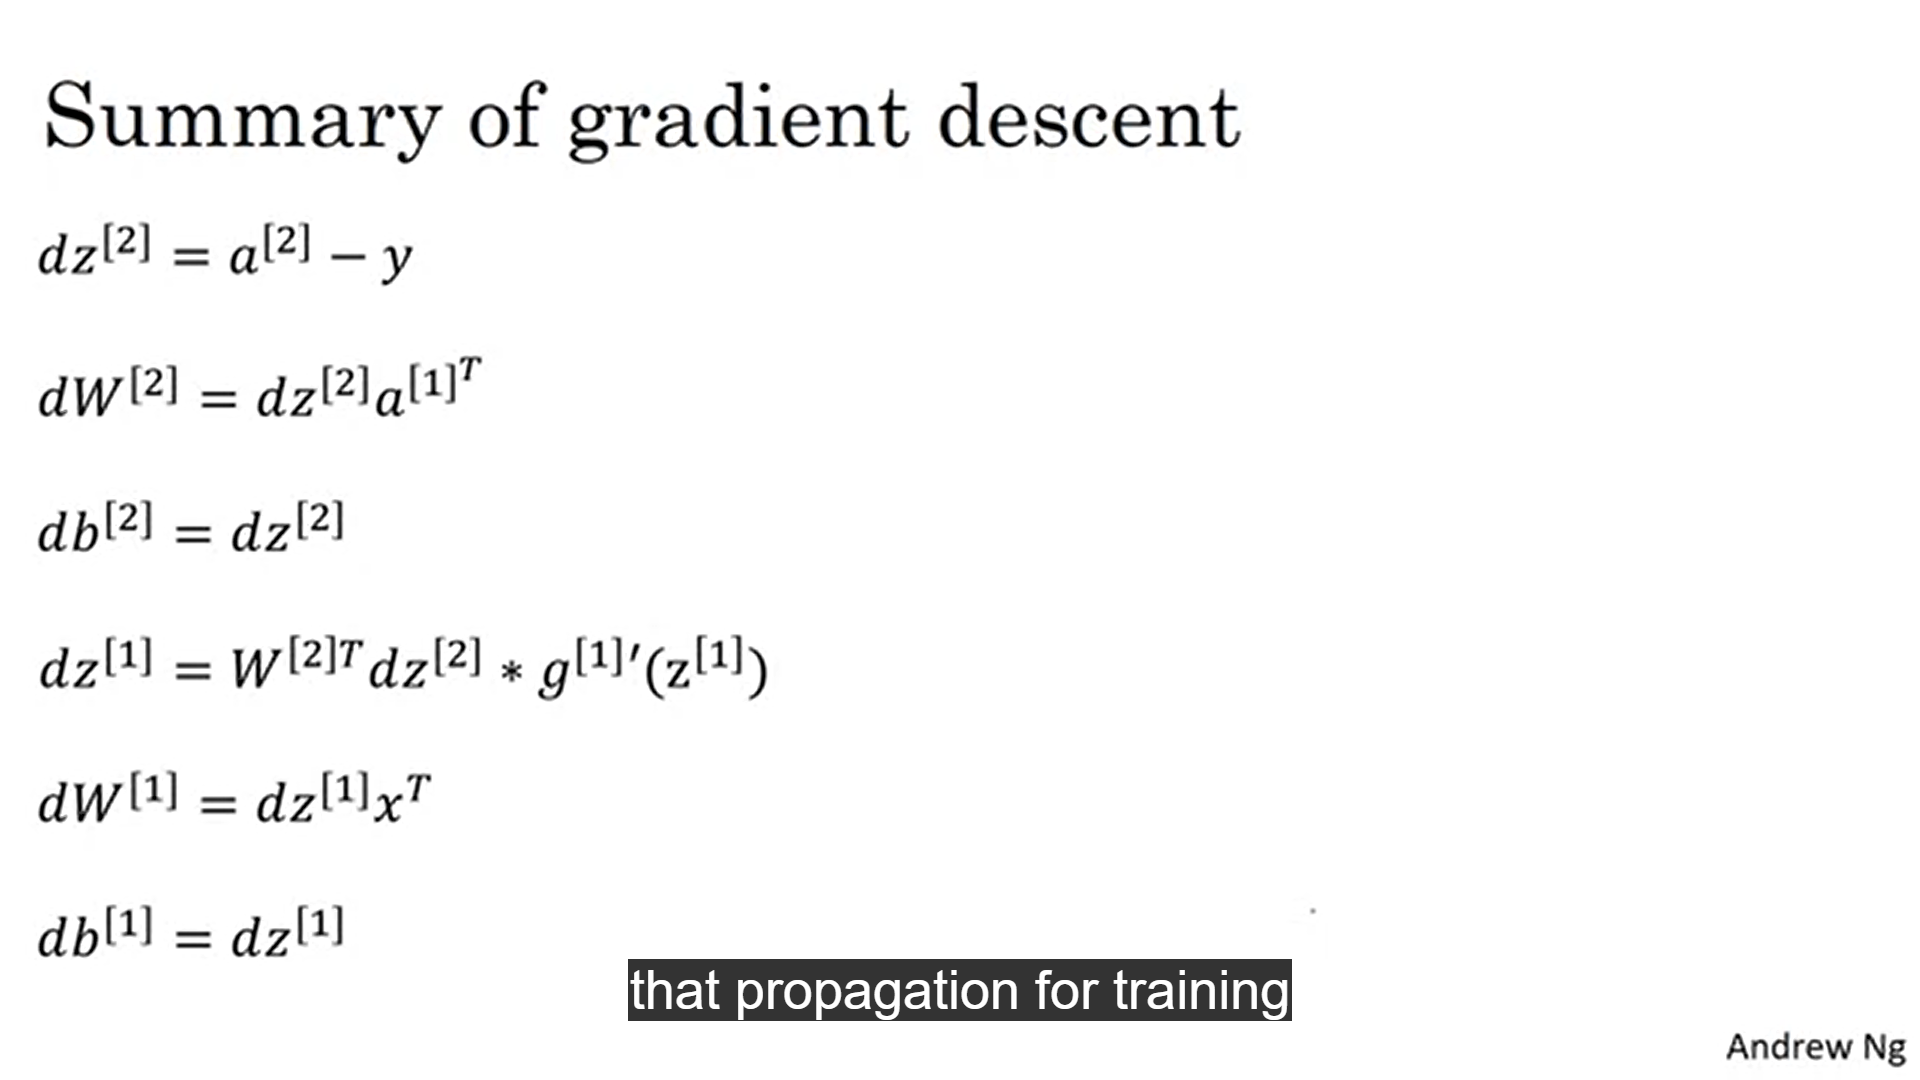 Summary of gradient descent
dz^{[2]} = a^{[2]} − y
dW^{[2]} = dz^{[2]}a^{[1]^T}
db^{[2]} = dz^{[2]}
dz^{[1]} = W^{[2]T}dz^{[2]} ∗ g^{[1]}′(z^{[1]})
dW^{[1]} = dz^{[1]}x^T
db^{[1]} = dz^{[1]}
that propagation for training
Andrew Ng